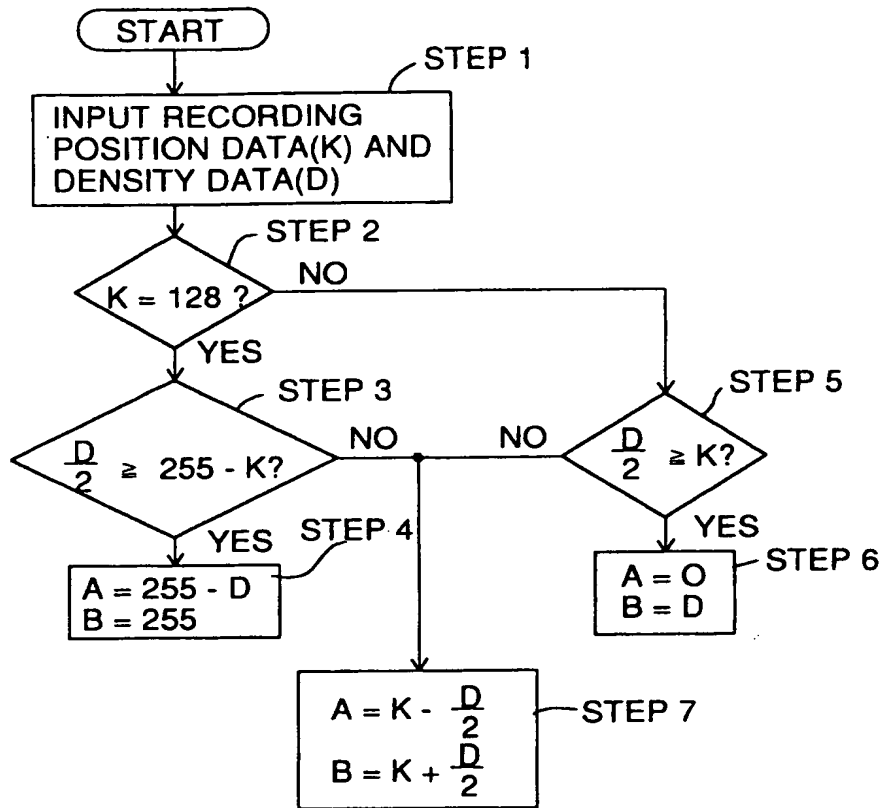 START
STEP 1
INPUT RECORDING
POSITION DATA(K) AND
DENSITY DATA(D)
STEP 2
K = 128 ?
NO
YES
STEP 3
D/2 ≧ 255 - K?
NO
YES
STEP 4
A = 255 - D
B = 255
STEP 5
D/2 ≧ K?
NO
YES
STEP 6
A = O
B = D
A = K - D/2
B = K + D/2
STEP 7